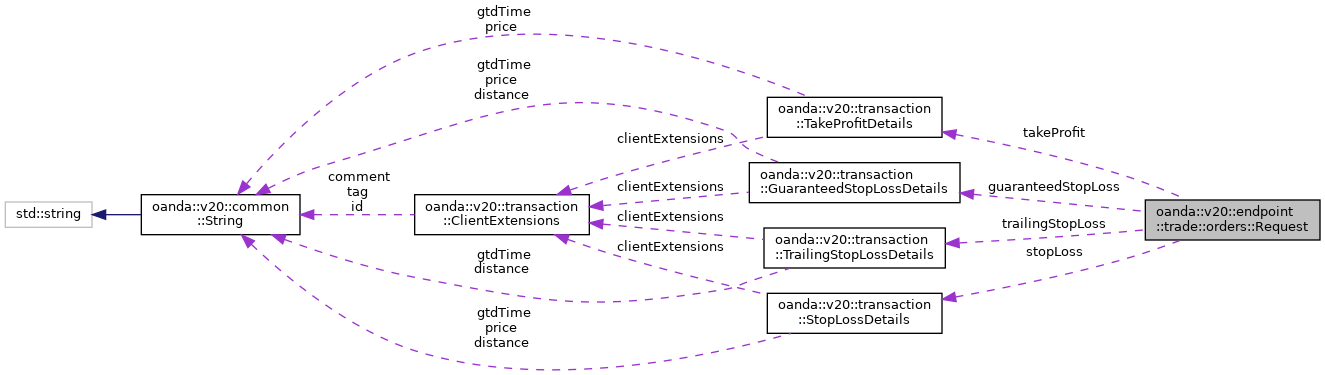 gtdTime
price
gtdTime
price
distance
oanda::v20::transaction
::TakeProfitDetails
takeProfit
clientExtensions
comment
tag
id
oanda::v20::transaction
::GuaranteedStopLossDetails
guaranteedStopLoss
clientExtensions
std::string
oanda::v20::common
::String
oanda::v20::transaction
::ClientExtensions
clientExtensions
oanda::v20::endpoint
::trade::orders::Request
trailingStopLoss
oanda::v20::transaction
::TrailingStopLossDetails
clientExtensions
stopLoss
gtdTime
distance
oanda::v20::transaction
::StopLossDetails
gtdTime
price
distance